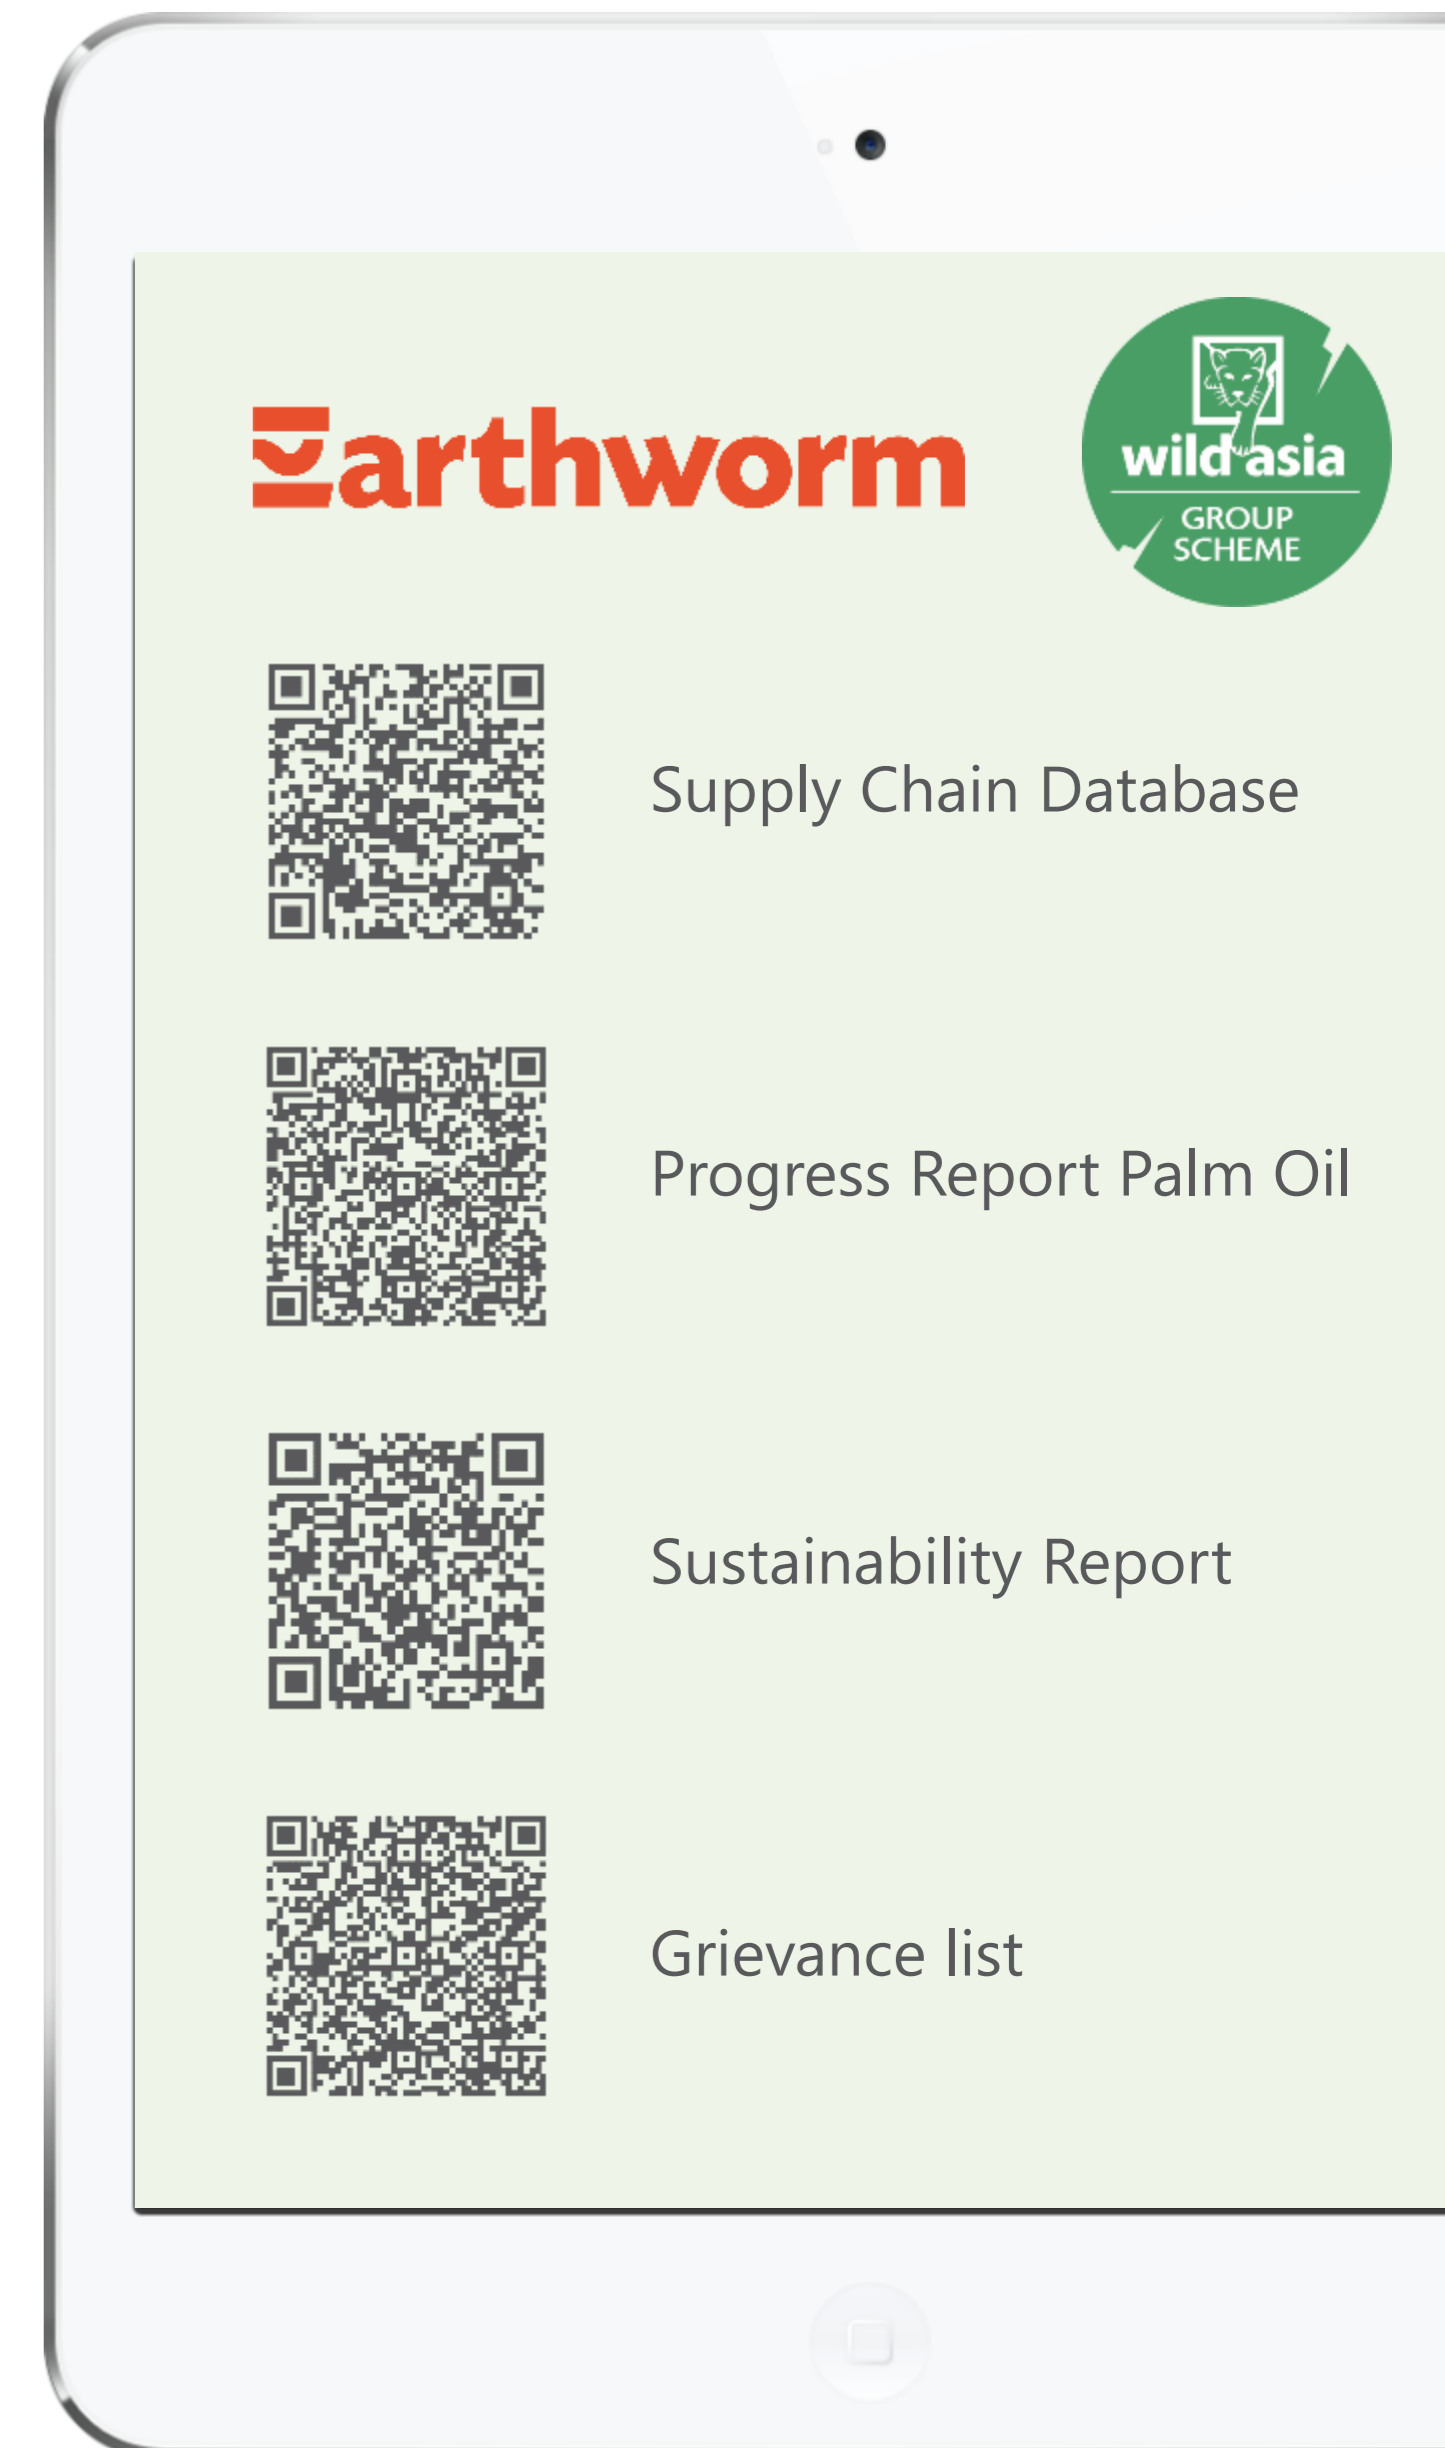 Earthworm
wild asia
GROUP
SCHEME
Supply Chain Database
Progress Report Palm Oil
Sustainability Report
Grievance list